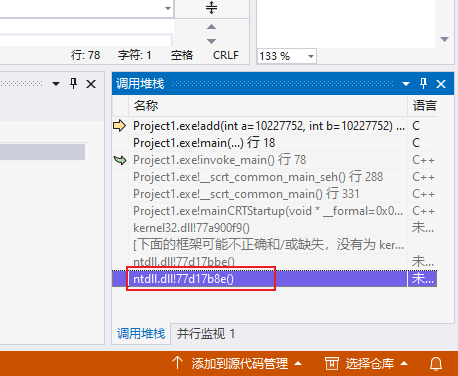 行: 78 字符: 1 空格 CRLF
133 %
调用堆栈
名称 语言
Project1.exe!add(int a=10227752, int b=10227752) ... C
Project1.exe!main(...) 行 18 C
Project1.exe!invoke_main() 行 78 C++
Project1.exe!__scrt_common_main_seh() 行 288 C++
Project1.exe!__scrt_common_main() 行 331 C++
Project1.exe!mainCRTStartup(void * __formal=0x0... C++
kernel32.dll!77a900f9() 未...
[下面的框架可能不正确和/或缺失，没有为 ker... 未...
ntdll.dll!77d17bbe() 未...
ntdll.dll!77d17b8e() 未...
调用堆栈 并行监视 1
添加到源代码管理 选择仓库